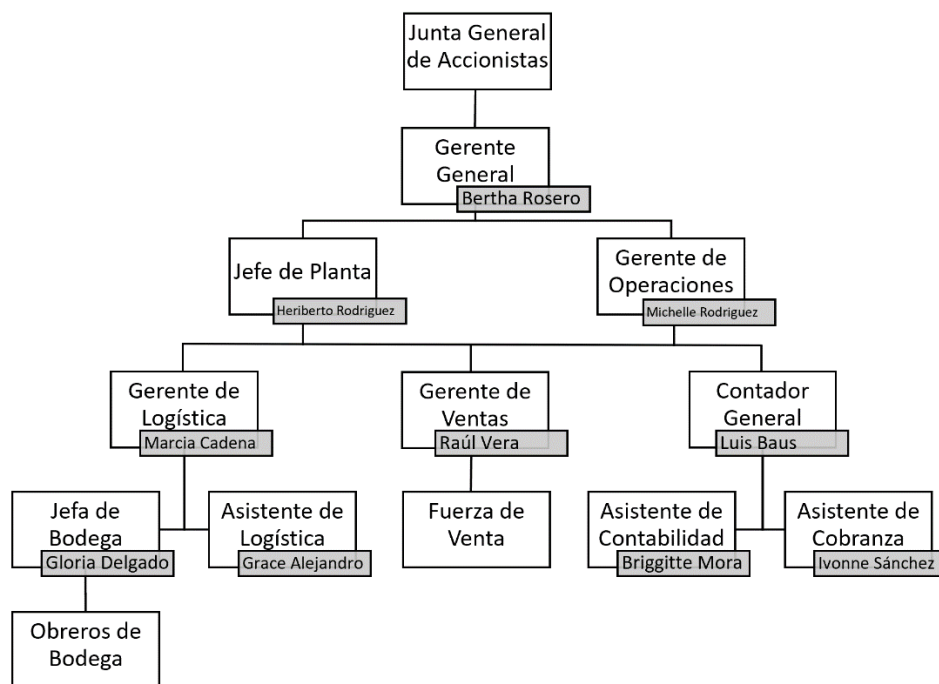 Junta General
de Accionistas
Gerente
General
Bertha Rosero
Jefe de Planta
Heriberto Rodriguez
Gerente de
Operaciones
Michelle Rodriguez
Gerente de
Logística
Marcia Cadena
Gerente de
Ventas
Raúl Vera
Contador
General
Luis Baus
Jefa de
Bodega
Gloria Delgado
Asistente de
Logística
Grace Alejandro
Fuerza de
Venta
Asistente de
Contabilidad
Briggitte Mora
Asistente de
Cobranza
Ivonne Sánchez
Obreros de
Bodega